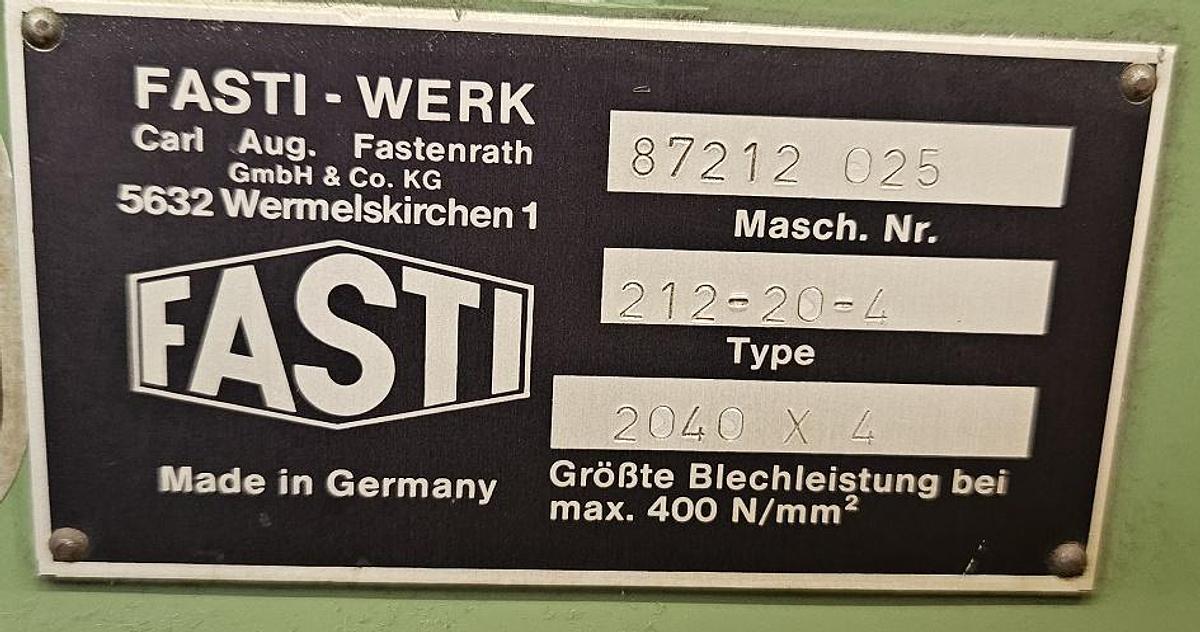 FASTI - WERK
Carl Aug. Fastenrath
GmbH & Co. KG
5632 Wermelskirchen 1
FASTI
Made in Germany
87212 025
Masch. Nr.
212-20-4
Type
2040 X 4
Größte Blechleistung bei
max. 400 N/mm²